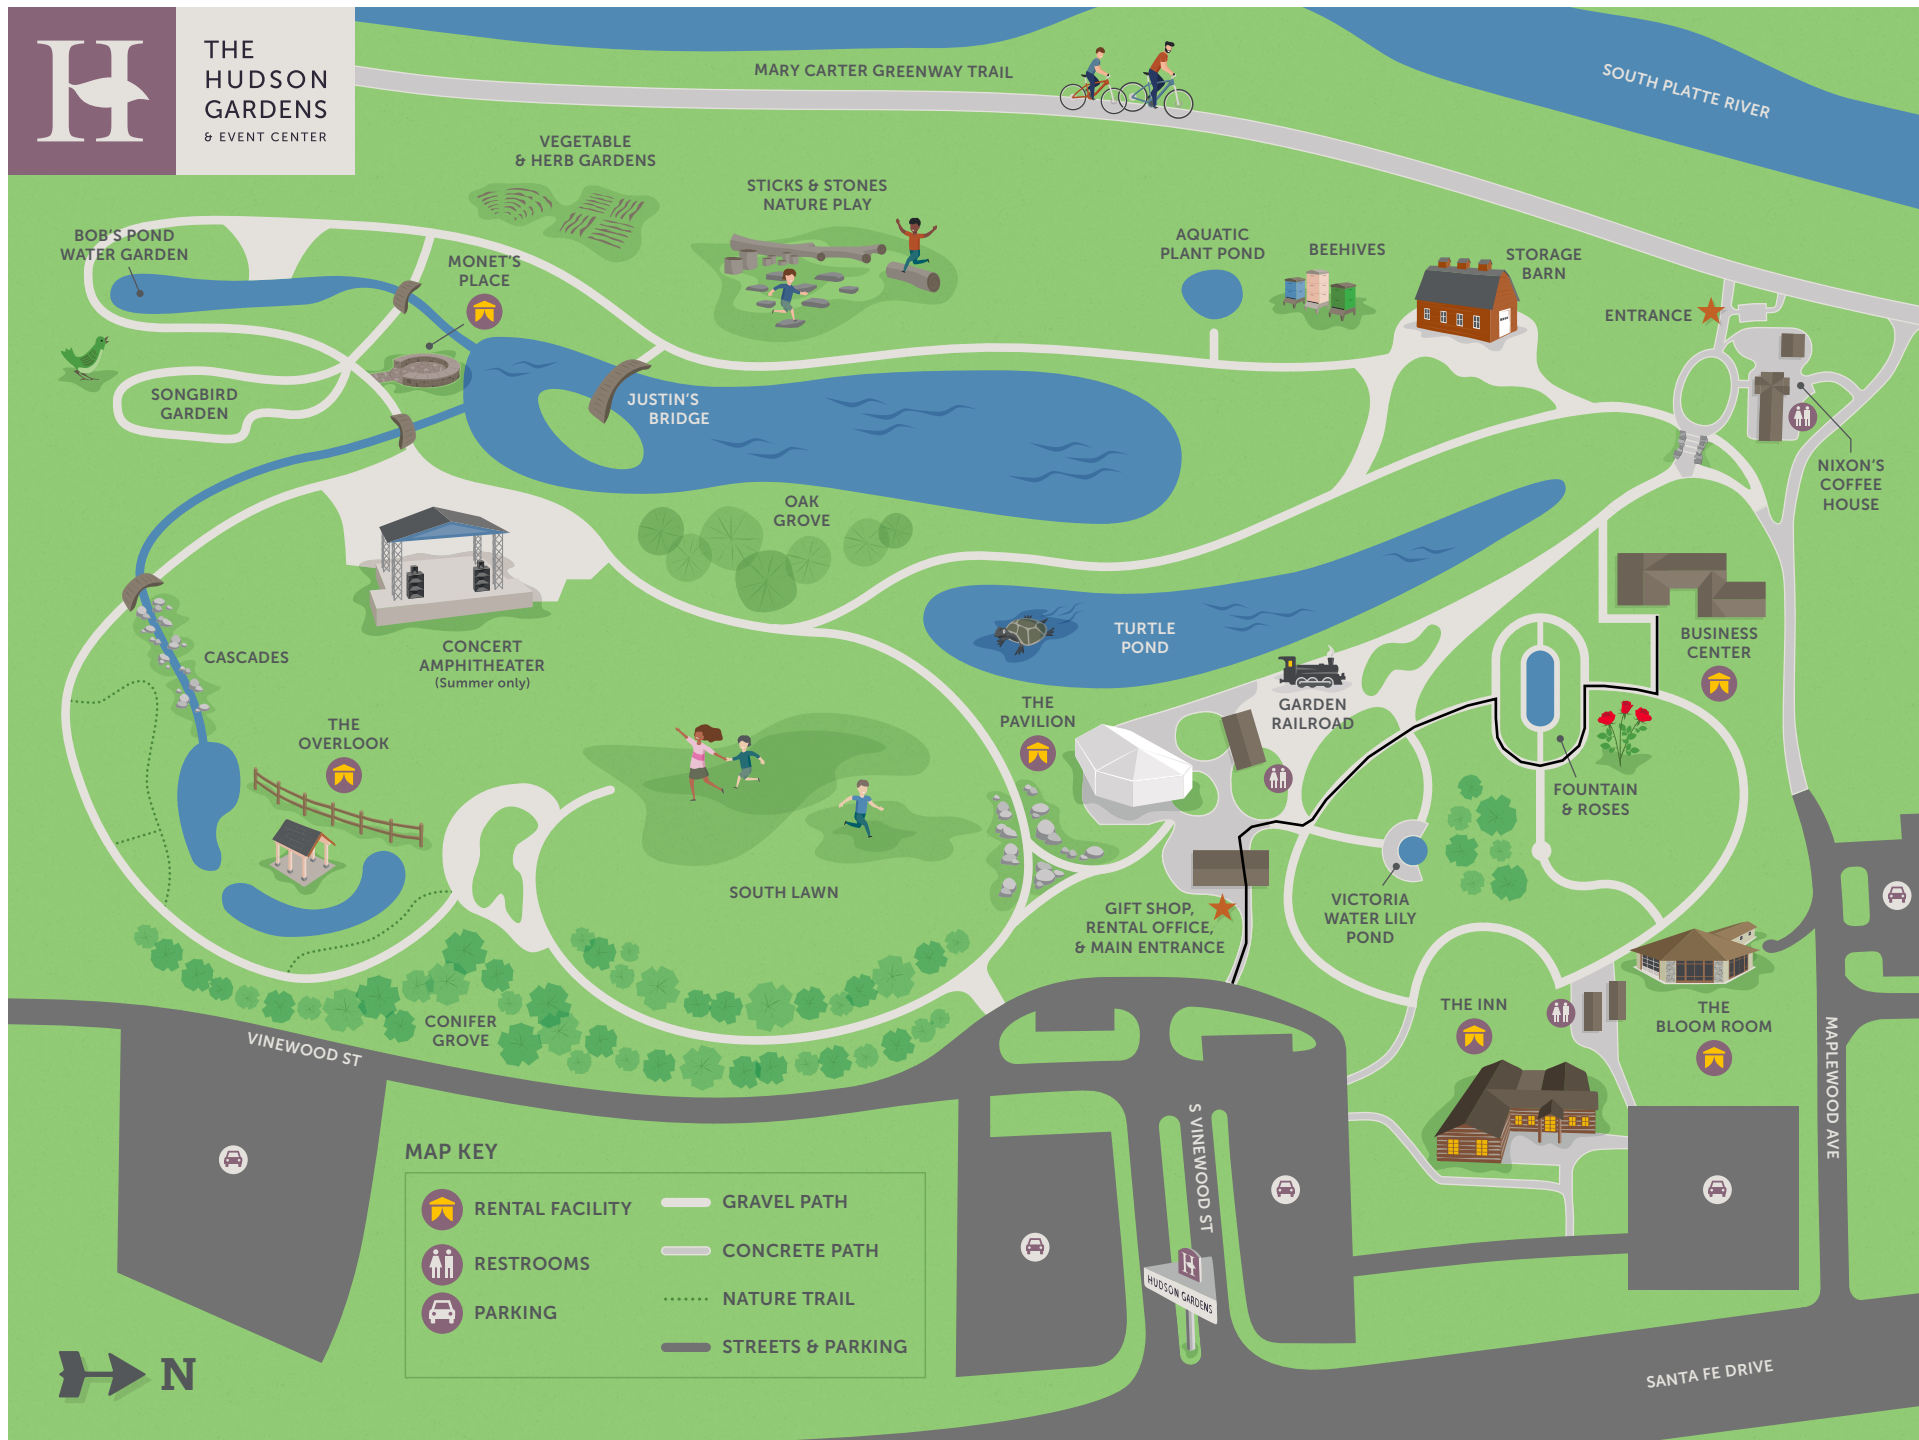 H
THE
HUDSON
GARDENS
& EVENT CENTER
MARY CARTER GREENWAY TRAIL
SOUTH PLATTE RIVER
VEGETABLE
& HERB GARDENS
STICKS & STONES
NATURE PLAY
BOB'S POND
WATER GARDEN
MONET'S
PLACE
AQUATIC
PLANT POND
BEEHIVES
STORAGE
BARN
ENTRANCE
SONGBIRD
GARDEN
JUSTIN'S
BRIDGE
NIXON'S
COFFEE
HOUSE
OAK
GROVE
CONCERT
AMPHITHEATER
(Summer only)
CASCADES
TURTLE
POND
BUSINESS
CENTER
THE
OVERLOOK
THE
PAVILION
GARDEN
RAILROAD
FOUNTAIN
& ROSES
SOUTH LAWN
GIFT SHOP,
RENTAL OFFICE,
& MAIN ENTRANCE
VICTORIA
WATER LILY
POND
CONIFER
GROVE
THE INN
THE
BLOOM ROOM
VINEWOOD ST
MAPLEWOOD AVE
S VINEWOOD ST
H
HUDSON GARDENS
SANTA FE DRIVE
MAP KEY
RENTAL FACILITY
RESTROOMS
PARKING
GRAVEL PATH
CONCRETE PATH
NATURE TRAIL
STREETS & PARKING
N